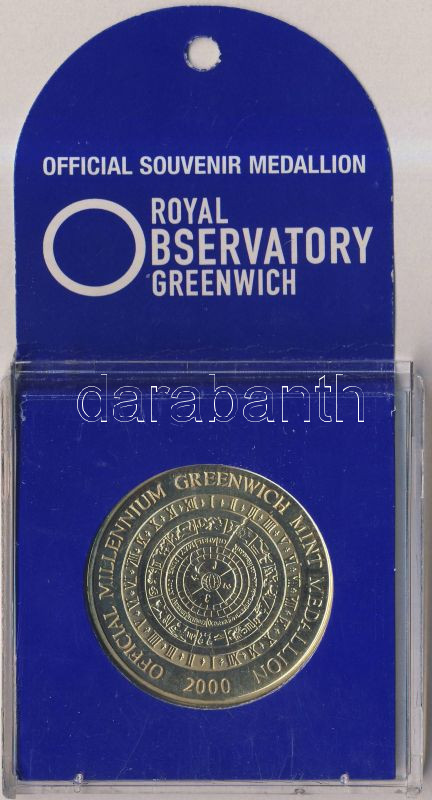 OFFICIAL SOUVENIR MEDALLION
ROYAL
OBSERVATORY
GREENWICH
darabanth
OFFICIAL MILLENNIUM GREENWICH MINT MEDALLION
2000